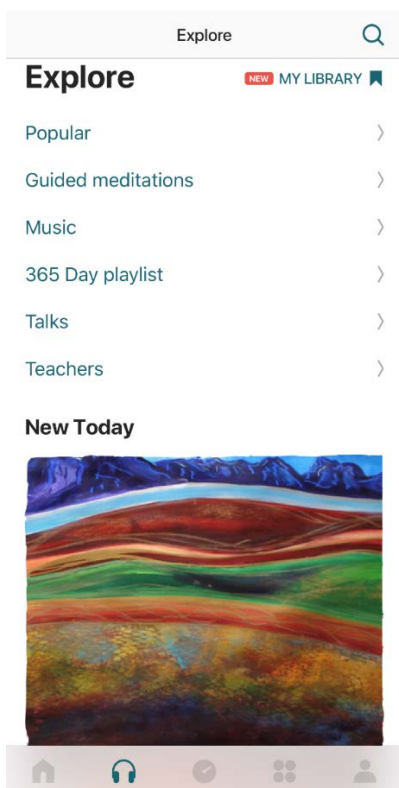 Explore
Explore
NEW MY LIBRARY
Popular
Guided meditations
Music
365 Day playlist
Talks
Teachers
New Today